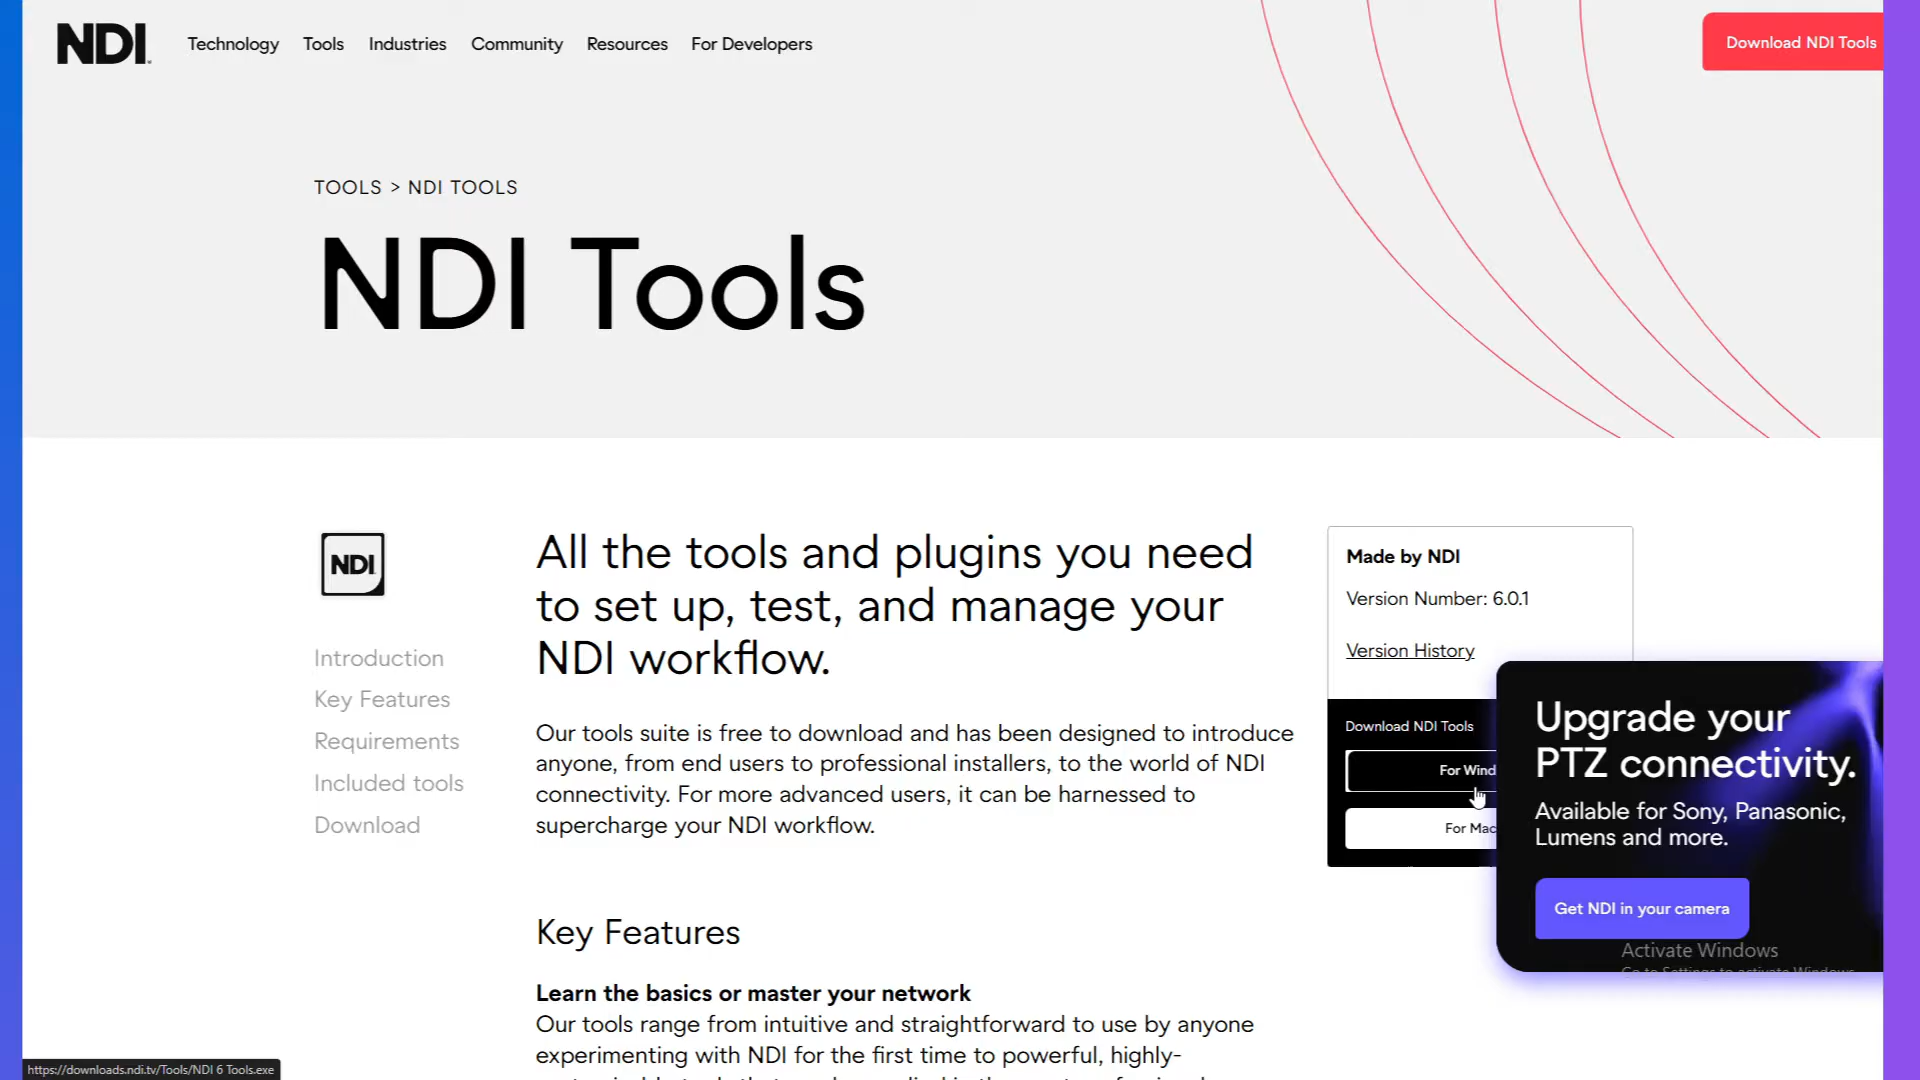 NDI
Technology
Tools
Industries
Community
Resources
For Developers
Download NDI Tools
TOOLS > NDI TOOLS
NDI Tools
NDI
Introduction
Key Features
Requirements
Included tools
Download
All the tools and plugins you need
to set up, test, and manage your
NDI workflow.
Our tools suite is free to download and has been designed to introduce
anyone, from end users to professional installers, to the world of NDI
connectivity. For more advanced users, it can be harnessed to
supercharge your NDI workflow.
Key Features
Learn the basics or master your network
Our tools range from intuitive and straightforward to use by anyone
experimenting with NDI for the first time to powerful, highly-
Made by NDI
Version Number: 6.0.1
Version History
Download NDI Tools
For Wind
For Mac
Upgrade your
PTZ connectivity.
Available for Sony, Panasonic,
Lumens and more.
Get NDI in your camera
Activate Windows
Go to Settings to activate Windows.
https://downloads.ndi.tv/Tools/NDI 6 Tools.exe